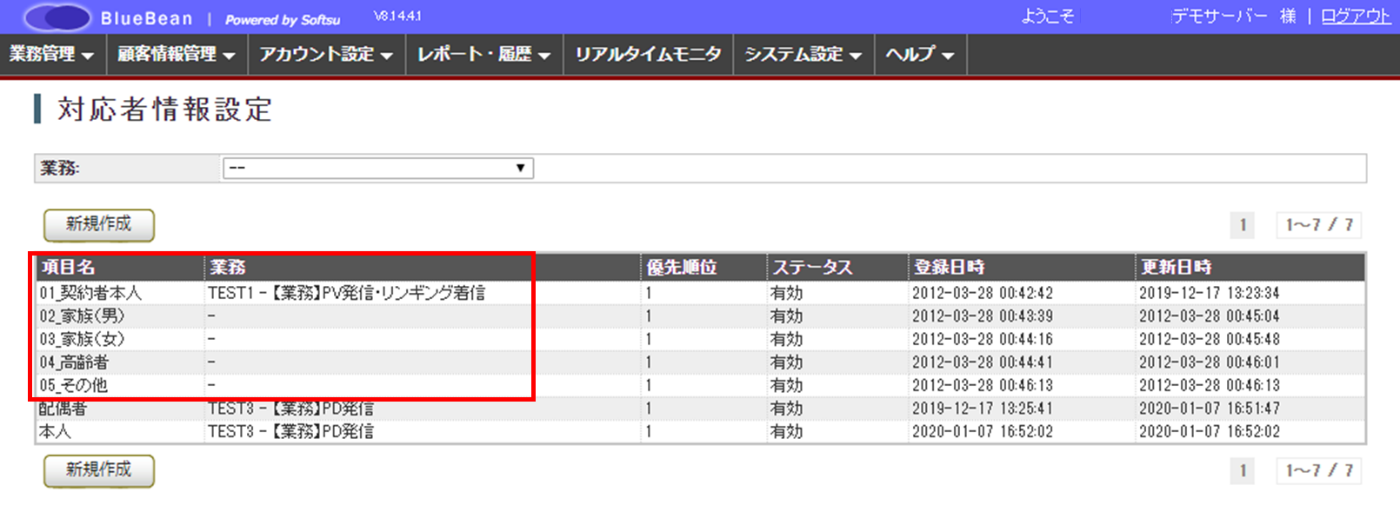 BlueBean | Powered by Softsu V8.1.4.4.1 ようこそ デモサーバー 様 | ログアウト
業務管理 顧客情報管理 アカウント設定 レポート・履歴 リアルタイムモニタ システム設定 ヘルプ
対応者情報設定
業務: --
新規作成 1 1～7 / 7
項目名 業務 優先順位 ステータス 登録日時 更新日時
01_契約者本人 TEST1 - 【業務】PV発信・リンギング着信 1 有効 2012-03-28 00:42:42 2019-12-17 13:23:34
02_家族(男) - 1 有効 2012-03-28 00:43:39 2012-03-28 00:45:04
03_家族(女) - 1 有効 2012-03-28 00:44:16 2012-03-28 00:45:48
04_高齢者 - 1 有効 2012-03-28 00:44:41 2012-03-28 00:46:01
05_その他 - 1 有効 2012-03-28 00:46:13 2012-03-28 00:46:13
配偶者 TEST3 - 【業務】PD発信 1 有効 2019-12-17 13:25:41 2020-01-07 16:51:47
本人 TEST3 - 【業務】PD発信 1 有効 2020-01-07 16:52:02 2020-01-07 16:52:02
新規作成 1 1～7 / 7